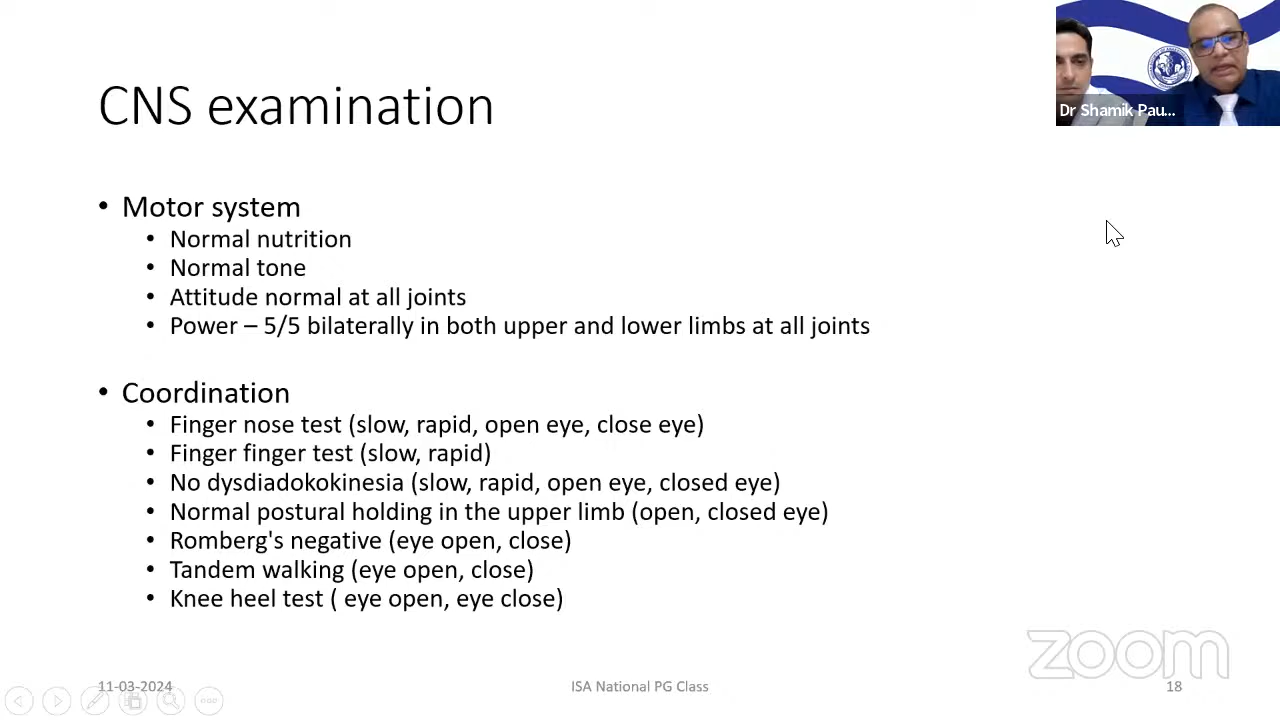 CNS examination
Dr Shamik Pau...
• Motor system
• Normal nutrition
• Normal tone
• Attitude normal at all joints
• Power – 5/5 bilaterally in both upper and lower limbs at all joints
• Coordination
• Finger nose test (slow, rapid, open eye, close eye)
• Finger finger test (slow, rapid)
• No dysdiadokokinesia (slow, rapid, open eye, closed eye)
• Normal postural holding in the upper limb (open, closed eye)
• Romberg's negative (eye open, close)
• Tandem walking (eye open, close)
• Knee heel test ( eye open, eye close)
zoom
11-03-2024
ISA National PG Class
18